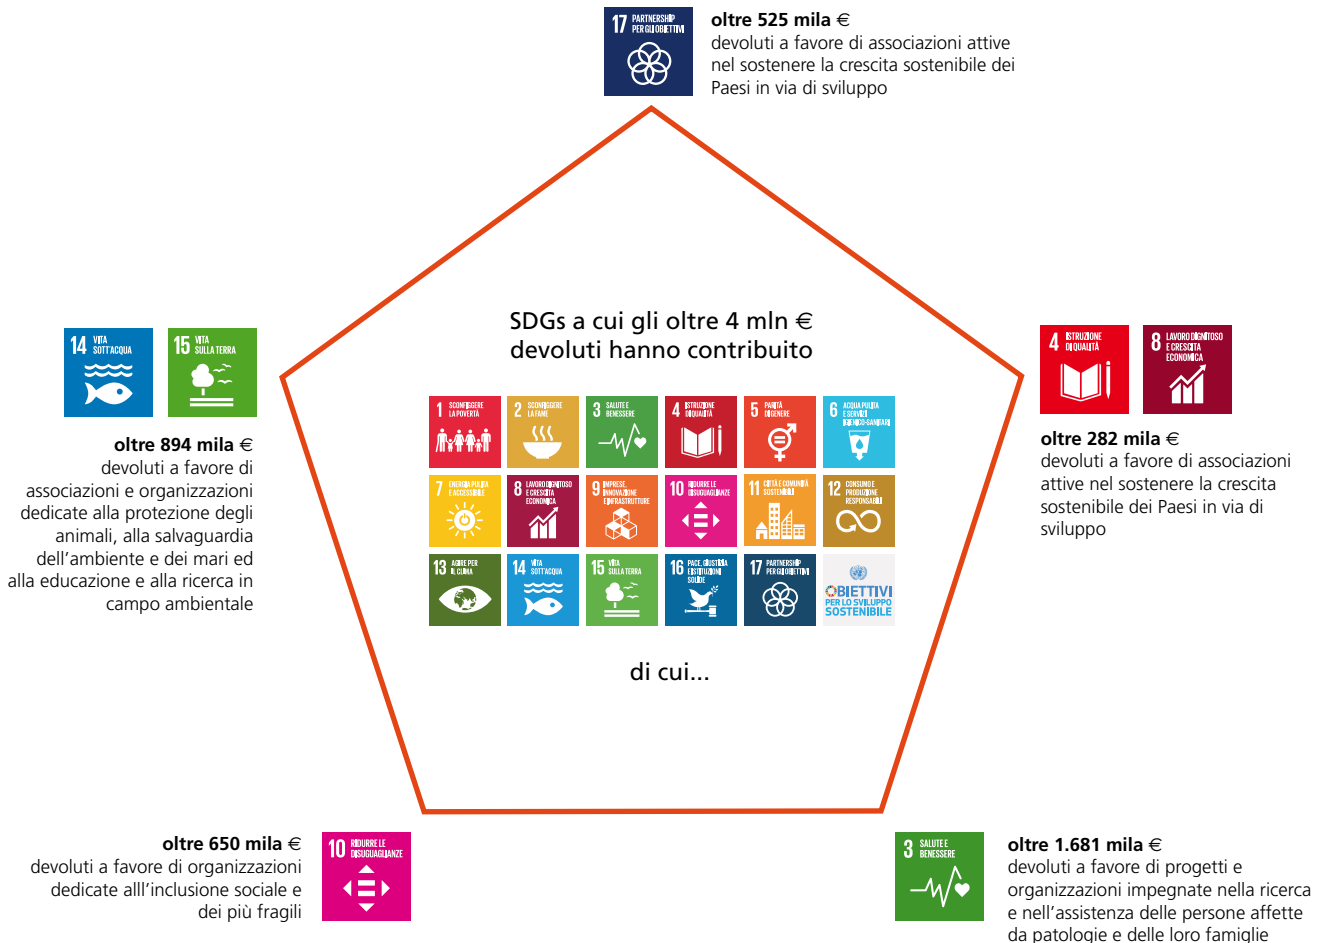 17 PARTNERSHIP
PER GLI OBIETTIVI
oltre 525 mila €
devoluti a favore di associazioni attive
nel sostenere la crescita sostenibile dei
Paesi in via di sviluppo
SDGs a cui gli oltre 4 mln €
devoluti hanno contribuito
14 VITA
SOTT'ACQUA
15 VITA
SULLA TERRA
oltre 894 mila €
devoluti a favore di
associazioni e organizzazioni
dedicate alla protezione degli
animali, alla salvaguardia
dell'ambiente e dei mari ed
alla educazione e alla ricerca in
campo ambientale
4 ISTRUZIONE
DI QUALITÀ
8 LAVORO DIGNITOSO
E CRESCITA
ECONOMICA
oltre 282 mila €
devoluti a favore di associazioni
attive nel sostenere la crescita
sostenibile dei Paesi in via di
sviluppo
1 SCONFIGGERE
LA POVERTÀ
2 SCONFIGGERE
LA FAME
3 SALUTE E
BENESSERE
4 ISTRUZIONE
DI QUALITÀ
5 PARITÀ
DI GENERE
6 ACQUA PULITA
E SERVIZI
IGIENICO-SANITARI
7 ENERGIA PULITA
E ACCESSIBILE
8 LAVORO DIGNITOSO
E CRESCITA
ECONOMICA
9 IMPRESE,
INNOVAZIONE
E INFRASTRUTTURE
10 RIDURRE LE
DISUGUAGLIANZE
11 CITTÀ E COMUNITÀ
SOSTENIBILI
12 CONSUMO E
PRODUZIONE
RESPONSABILI
13 AGIRE PER
IL CLIMA
14 VITA
SOTT'ACQUA
15 VITA
SULLA TERRA
16 PACE, GIUSTIZIA
E ISTITUZIONI
SOLIDE
17 PARTNERSHIP
PER GLI OBIETTIVI
OBIETTIVI
PER LO SVILUPPO
SOSTENIBILE
di cui...
oltre 650 mila €
devoluti a favore di organizzazioni
dedicate alll'inclusione sociale e
dei più fragili
10 RIDURRE LE
DISUGUAGLIANZE
3 SALUTE E
BENESSERE
oltre 1.681 mila €
devoluti a favore di progetti e
organizzazioni impegnate nella ricerca
e nell'assistenza delle persone affette
da patologie e delle loro famiglie